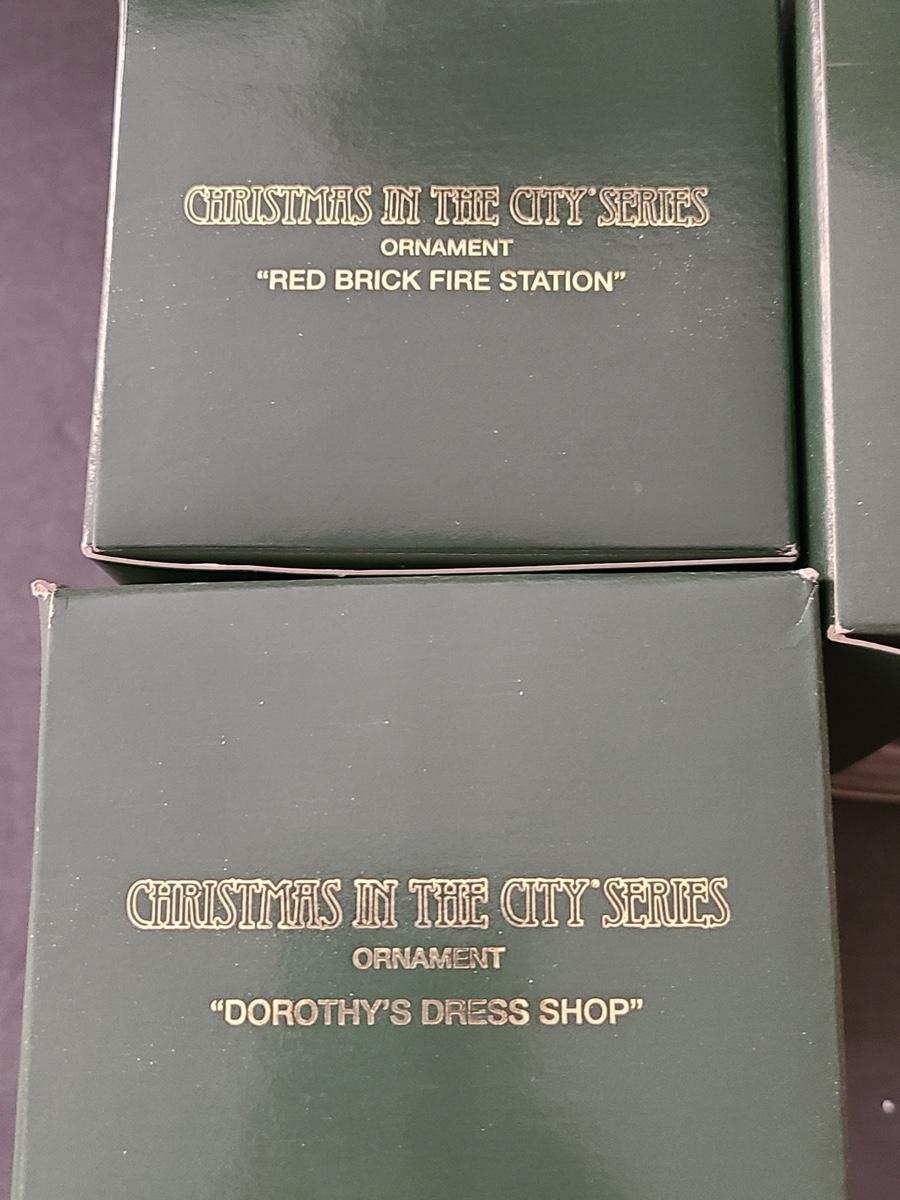 CHRISTMAS IN THE CITY® SERIES
ORNAMENT
“RED BRICK FIRE STATION”
CHRISTMAS IN THE CITY® SERIES
ORNAMENT
“DOROTHY’S DRESS SHOP”